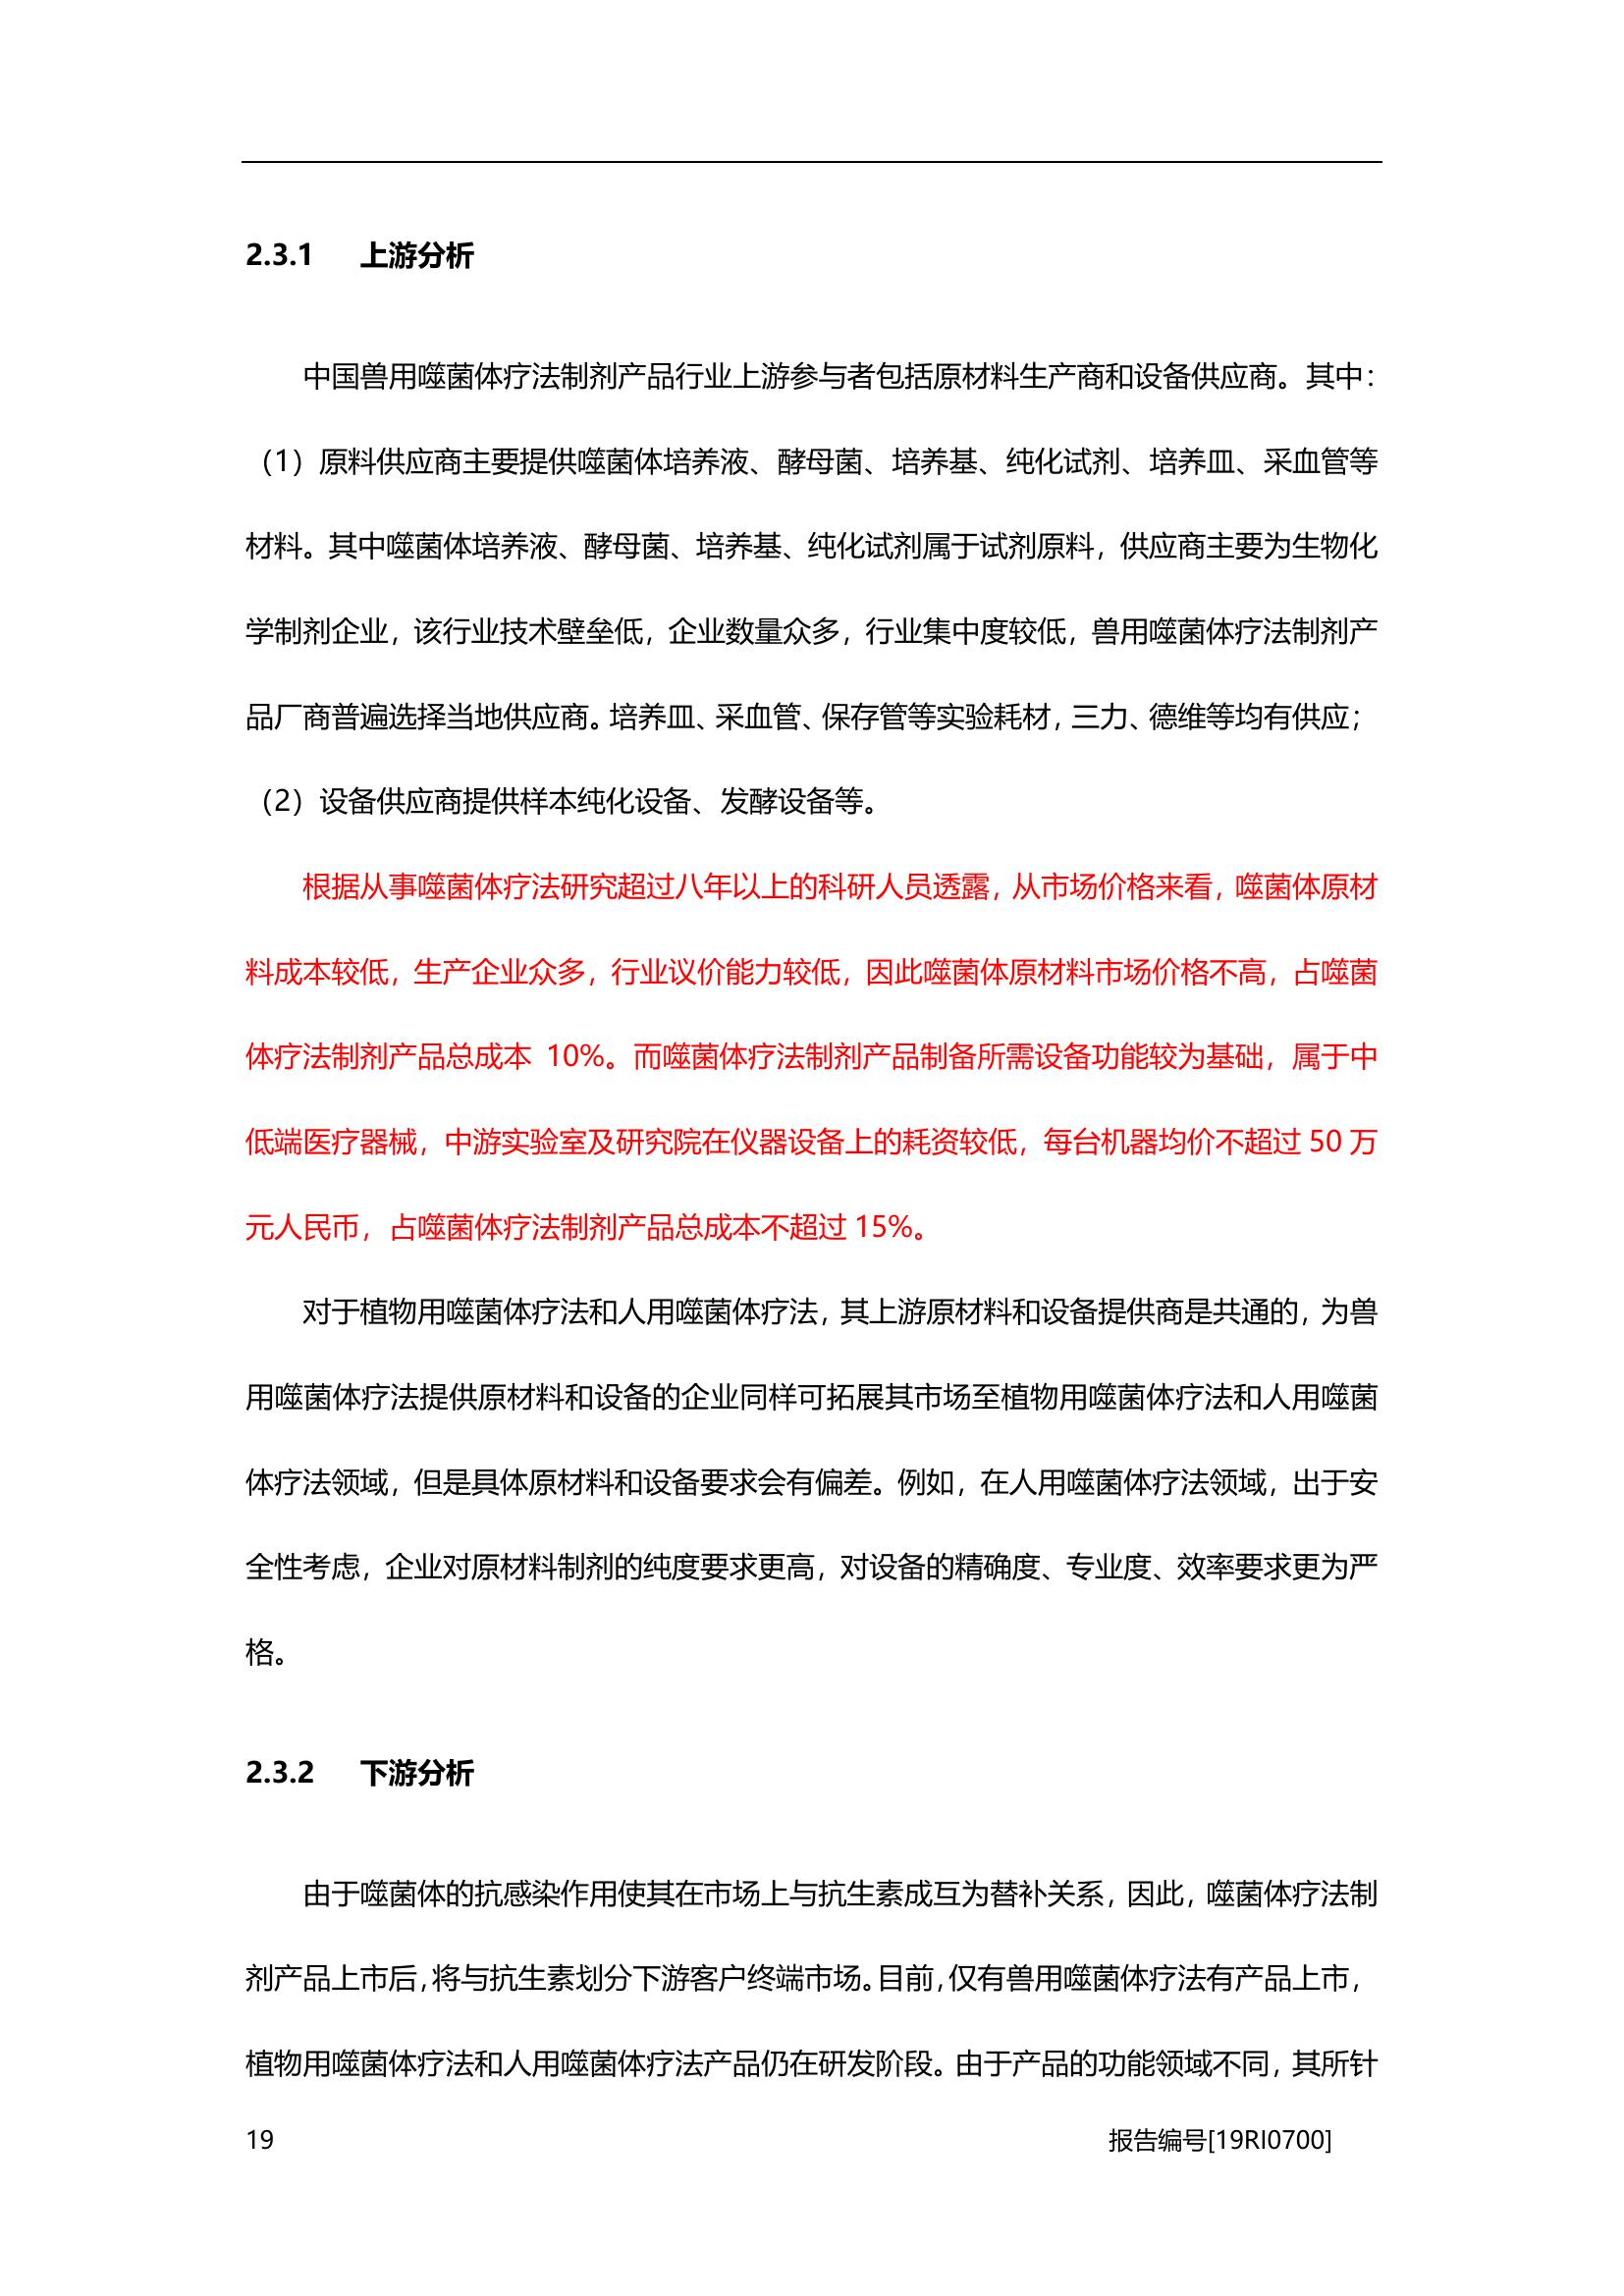 2.3.1 上游分析
中国兽用噬菌体疗法制剂产品行业上游参与者包括原材料生产商和设备供应商。其中：
（1）原料供应商主要提供噬菌体培养液、酵母菌、培养基、纯化试剂、培养皿、采血管等
材料。其中噬菌体培养液、酵母菌、培养基、纯化试剂属于试剂原料，供应商主要为生物化
学制剂企业，该行业技术壁垒低，企业数量众多，行业集中度较低，兽用噬菌体疗法制剂产
品厂商普遍选择当地供应商。培养皿、采血管、保存管等实验耗材，三力、德维等均有供应；
（2）设备供应商提供样本纯化设备、发酵设备等。
根据从事噬菌体疗法研究超过八年以上的科研人员透露，从市场价格来看，噬菌体原材
料成本较低，生产企业众多，行业议价能力较低，因此噬菌体原材料市场价格不高，占噬菌
体疗法制剂产品总成本 10%。而噬菌体疗法制剂产品制备所需设备功能较为基础，属于中
低端医疗器械，中游实验室及研究院在仪器设备上的耗资较低，每台机器均价不超过 50 万
元人民币，占噬菌体疗法制剂产品总成本不超过 15%。
对于植物用噬菌体疗法和人用噬菌体疗法，其上游原材料和设备提供商是共通的，为兽
用噬菌体疗法提供原材料和设备的企业同样可拓展其市场至植物用噬菌体疗法和人用噬菌
体疗法领域，但是具体原材料和设备要求会有偏差。例如，在人用噬菌体疗法领域，出于安
全性考虑，企业对原材料制剂的纯度要求更高，对设备的精确度、专业度、效率要求更为严
格。
2.3.2 下游分析
由于噬菌体的抗感染作用使其在市场上与抗生素成互为替补关系，因此，噬菌体疗法制
剂产品上市后，将与抗生素划分下游客户终端市场。目前，仅有兽用噬菌体疗法有产品上市，
植物用噬菌体疗法和人用噬菌体疗法产品仍在研发阶段。由于产品的功能领域不同，其所针
19 报告编号[19RI0700]